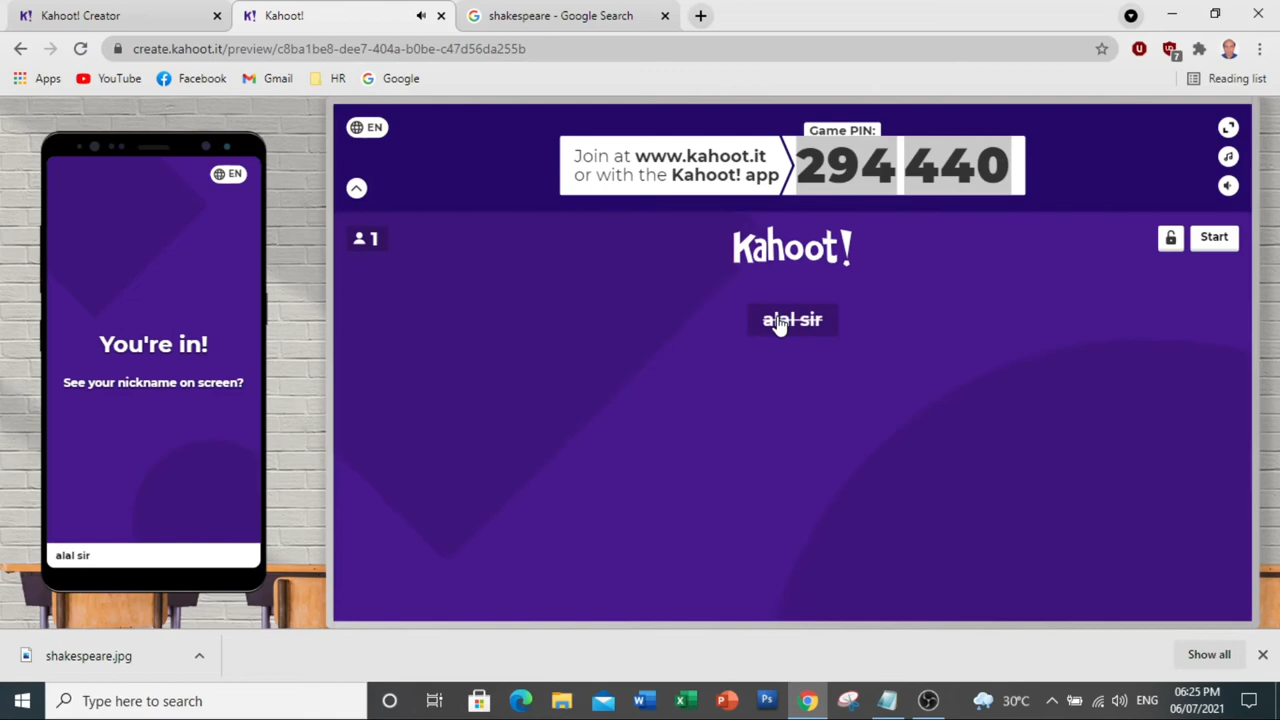 Kahoot! Creator
Kahoot!
shakespeare - Google Search
create.kahoot.it/preview/c8ba1be8-dee7-404a-b0be-c47d56da255b
7
Apps
YouTube
Facebook
Gmail
HR
Google
Reading list
EN
You're in!
See your nickname on screen?
alal sir
EN
Join at www.kahoot.it
or with the Kahoot! app
Game PIN:
294 440
1
Kahoot!
Start
alal sir
shakespeare.jpg
Show all
Type here to search
30°C
ENG
06:25 PM
06/07/2021